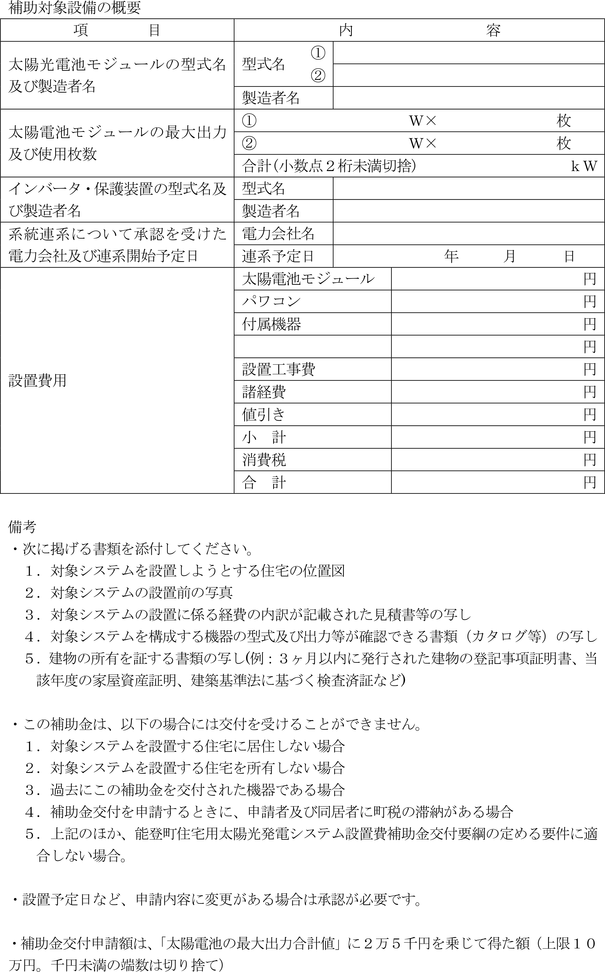 補助対象設備の概要
項　　目　内　　容
太陽光電池モジュールの型式名
及び製造者名
型式名
①
②
製造者名
太陽電池モジュールの最大出力
及び使用枚数
①　W×　枚
②　W×　枚
合計(小数点２桁未満切捨)　ｋＷ
インバータ・保護装置の型式名及
び製造者名
型式名
製造者名
系統連系について承認を受けた
電力会社及び連系開始予定日
電力会社名
連系予定日　年　月　日
設置費用
太陽電池モジュール　円
パワコン　円
付属機器　円
円
設置工事費　円
諸経費　円
値引き　円
小　計　円
消費税　円
合　計　円
備考
・次に掲げる書類を添付してください。
１．対象システムを設置しようとする住宅の位置図
２．対象システムの設置前の写真
３．対象システムの設置に係る経費の内訳が記載された見積書等の写し
４．対象システムを構成する機器の型式及び出力等が確認できる書類（カタログ等）の写し
５．建物の所有を証する書類の写し(例：３ヶ月以内に発行された建物の登記事項証明書、当
該年度の家屋資産証明、建築基準法に基づく検査済証など)
・この補助金は、以下の場合には交付を受けることができません。
１．対象システムを設置する住宅に居住しない場合
２．対象システムを設置する住宅を所有しない場合
３．過去にこの補助金を交付された機器である場合
４．補助金交付を申請するときに、申請者及び同居者に町税の滞納がある場合
５．上記のほか、能登町住宅用太陽光発電システム設置費補助金交付要綱の定める要件に適
合しない場合。
・設置予定日など、申請内容に変更がある場合は承認が必要です。
・補助金交付申請額は、「太陽電池の最大出力合計値」に２万５千円を乗じて得た額（上限１０
万円。千円未満の端数は切り捨て）